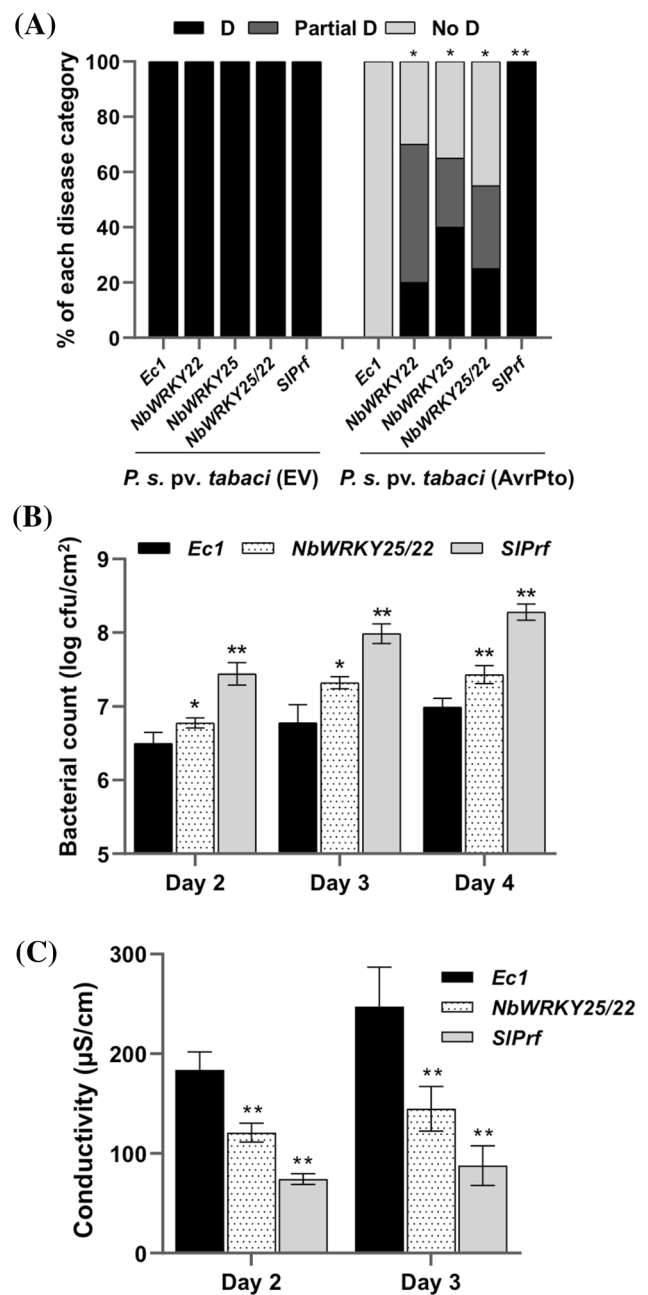 (A)
D Partial D No D
% of each disease category
100
80
60
40
20
0
* * * **
Ec1 NbWRKY22 NbWRKY25 NbWRKY25/22 SlPrf Ec1 NbWRKY22 NbWRKY25 NbWRKY25/22 SlPrf
P. s. pv. tabaci (EV) P. s. pv. tabaci (AvrPto)
(B)
Ec1 NbWRKY25/22 SlPrf
Bacterial count (log cfu/cm²)
9
8
7
6
5
* ** * ** ** **
Day 2 Day 3 Day 4
(C)
Ec1
NbWRKY25/22
SlPrf
Conductivity (µS/cm)
300
200
100
0
** ** ** **
Day 2 Day 3